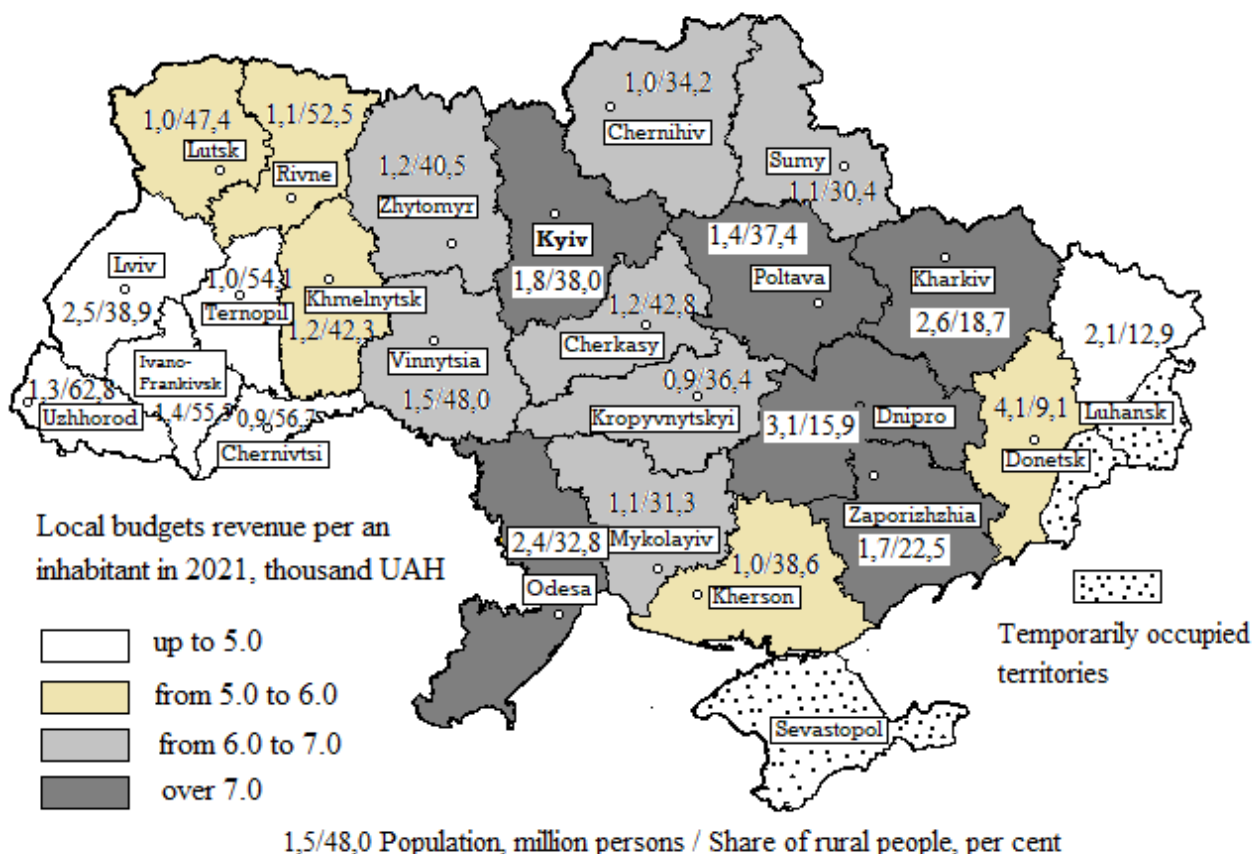 1,0/34,2
Chernihiv
1,0/47,4
Lutsk
1,1/52,5
Rivne
1,2/40,5
Zhytomyr
Sumy
1,1/30,4
Kyiv
1,8/38,0
1,4/37,4
Poltava
Kharkiv
2,6/18,7
Lviv
2,5/38,9
1,0/54,1
Ternopil
Khmelnytsk
1,2/42,3
Vinnytsia
1,5/48,0
1,2/42,8
Cherkasy
2,1/12,9
Luhansk
Ivano-
Frankivsk
1,3/62,8
Uzhhorod
0,9/56,7
Chernivtsi
0,9/36,4
Kropyvnytskyi
3,1/15,9
Dnipro
4,1/9,1
Donetsk
1,1/31,3
Mykolayiv
Zaporizhzhia
1,7/22,5
2,4/32,8
Odesa
1,0/38,6
Kherson
Sevastopol
Local budgets revenue per an
inhabitant in 2021, thousand UAH
up to 5.0
from 5.0 to 6.0
from 6.0 to 7.0
over 7.0
Temporarily occupied
territories
1,5/48,0 Population, million persons / Share of rural people, per cent